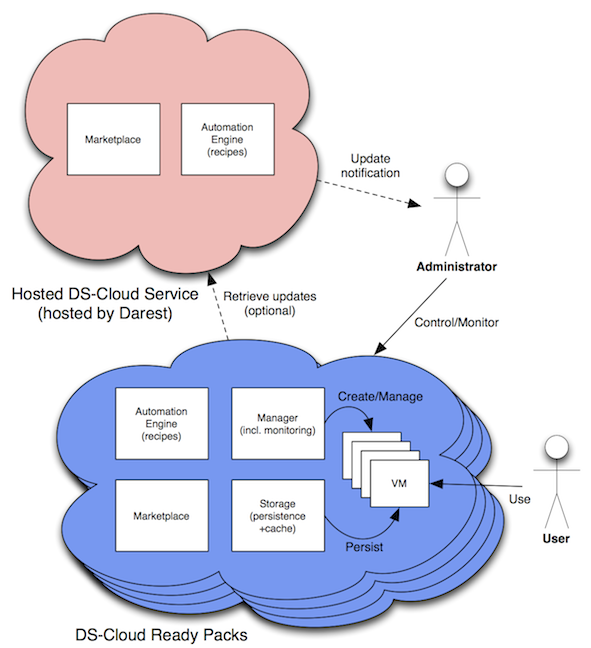 Marketplace
Automation
Engine
(recipes)
Update
notification
Administrator
Hosted DS-Cloud Service
(hosted by Darest)
Retrieve updates
(optional)
Control/Monitor
Automation
Engine
(recipes)
Manager
(incl. monitoring)
Create/Manage
Marketplace
Storage
(persistence
+cache)
VM
Persist
Use
User
DS-Cloud Ready Packs